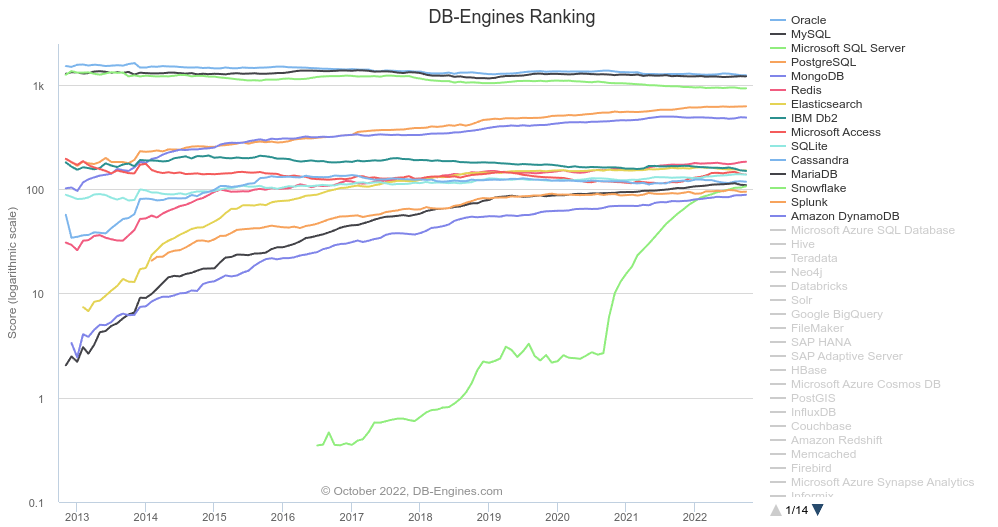 DB-Engines Ranking
Score (logarithmic scale)
1k
100
10
1
0.1
2013 2014 2015 2016 2017 2018 2019 2020 2021 2022
© October 2022, DB-Engines.com
Oracle
MySQL
Microsoft SQL Server
PostgreSQL
MongoDB
Redis
Elasticsearch
IBM Db2
Microsoft Access
SQLite
Cassandra
MariaDB
Snowflake
Splunk
Amazon DynamoDB
Microsoft Azure SQL Database
Hive
Teradata
Neo4j
Databricks
Solr
Google BigQuery
FileMaker
SAP HANA
SAP Adaptive Server
HBase
Microsoft Azure Cosmos DB
PostGIS
InfluxDB
Couchbase
Amazon Redshift
Memcached
Firebird
Microsoft Azure Synapse Analytics
Informix
1/14